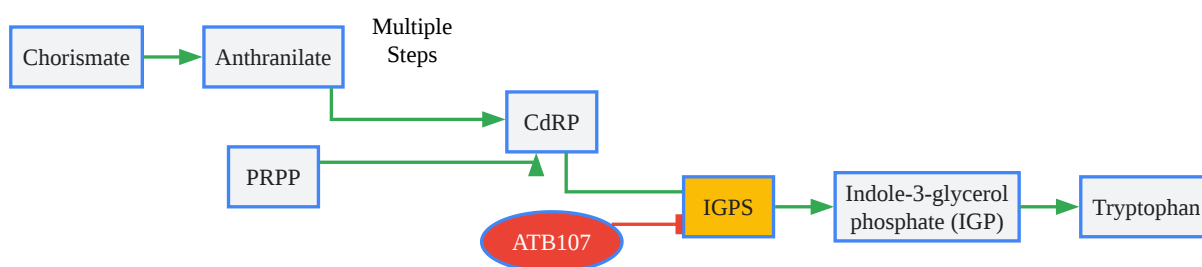 Multiple
Steps
Chorismate
Anthranilate
CdRP
PRPP
IGPS
Indole-3-glycerol
phosphate (IGP)
Tryptophan
ATB107